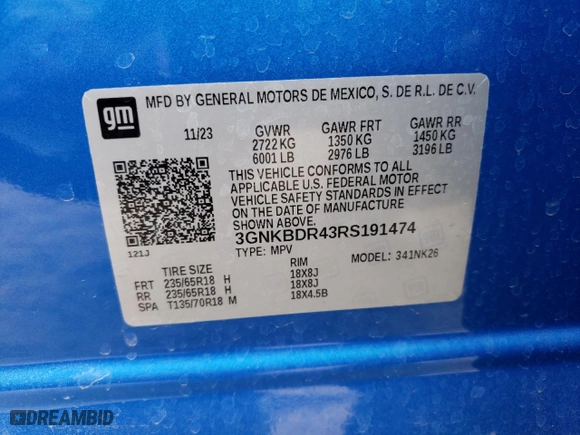 gm
MFD BY GENERAL MOTORS DE MEXICO, S. DE R.L. DE C.V.
11/23 GVWR GAWR FRT GAWR RR
2722 KG 1350 KG 1450 KG
6001 LB 2976 LB 3196 LB
THIS VEHICLE CONFORMS TO ALL
APPLICABLE U.S. FEDERAL MOTOR
VEHICLE SAFETY STANDARDS IN EFFECT
ON THE DATE OF MANUFACTURE
SHOWN ABOVE.
3GNKBDR43RS191474
121J TYPE: MPV MODEL: 341NK26
TIRE SIZE RIM
FRT 235/65R18 H 18X8J
RR 235/65R18 H 18X8J
SPA T135/70R18 M 18X4.5B
DREAMBID